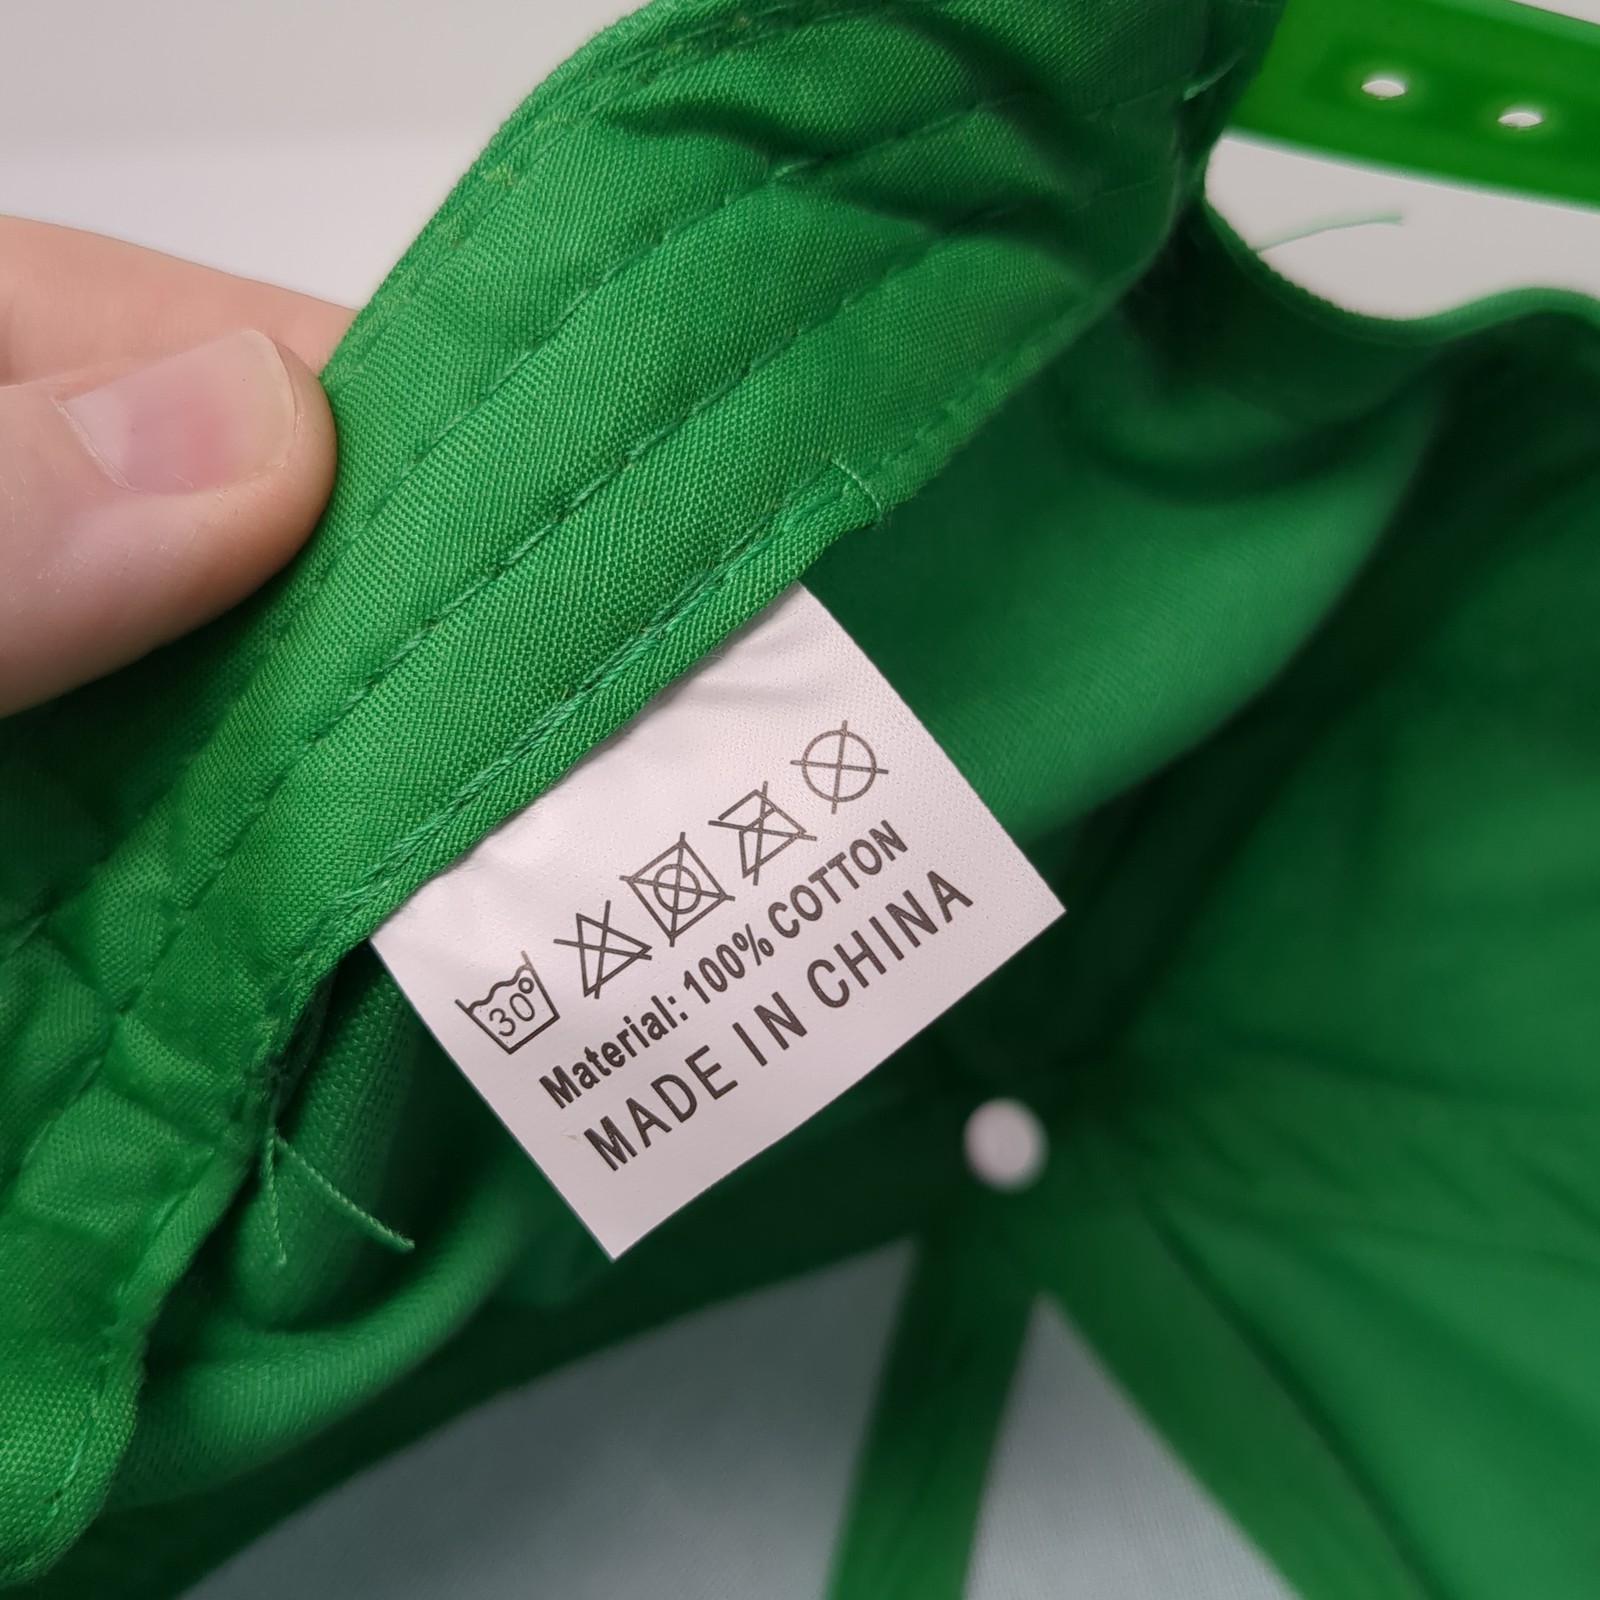 30°
Material: 100% COTTON
MADE IN CHINA